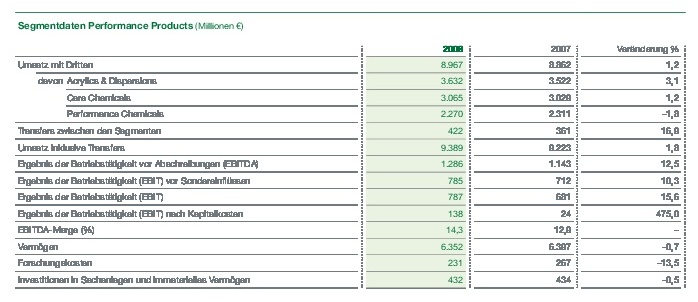 Segmentdaten Performance Products (Millionen €)
2008 2007 Veränderung %
Umsatz mit Dritten 8.967 8.862 1,2
davon Acrylics & Dispersions 3.632 3.522 3,1
Care Chemicals 3.065 3.029 1,2
Performance Chemicals 2.270 2.311 –1,8
Transfers zwischen den Segmenten 422 361 16,9
Umsatz inklusive Transfers 9.389 9.223 1,8
Ergebnis der Betriebstätigkeit vor Abschreibungen (EBITDA) 1.286 1.143 12,5
Ergebnis der Betriebstätigkeit (EBIT) vor Sondereinflüssen 785 712 10,3
Ergebnis der Betriebstätigkeit (EBIT) 787 681 15,6
Ergebnis der Betriebstätigkeit (EBIT) nach Kapitalkosten 138 24 475,0
EBITDA-Marge (%) 14,3 12,9 –
Vermögen 6.352 6.397 –0,7
Forschungskosten 231 267 –13,5
Investitionen in Sachanlagen und immaterielles Vermögen 432 434 –0,5